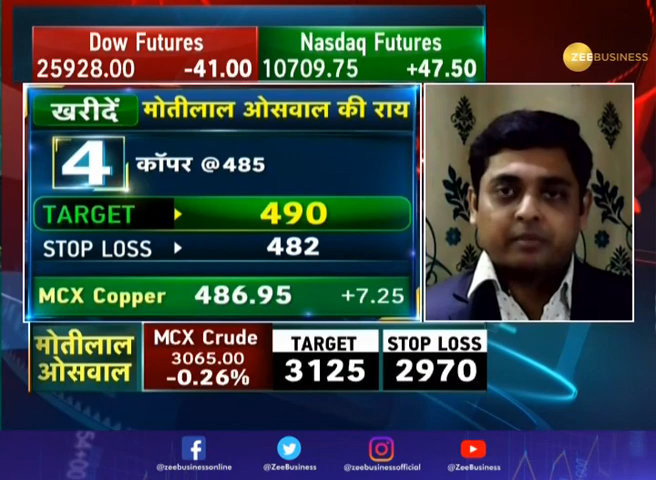 Dow Futures
25928.00 -41.00
Nasdaq Futures
10709.75 +47.50
ZEEBUSINESS
खरीदें मोतीलाल ओसवाल की राय
4 कॉपर @485
TARGET 490
STOP LOSS 482
MCX Copper 486.95 +7.25
मोतीलाल
ओसवाल
MCX Crude
3065.00
-0.26%
TARGET
3125
STOP LOSS
2970
@zeebusinessonline
@ZeeBusiness
@zeebusinessofficial
@ZeeBusiness